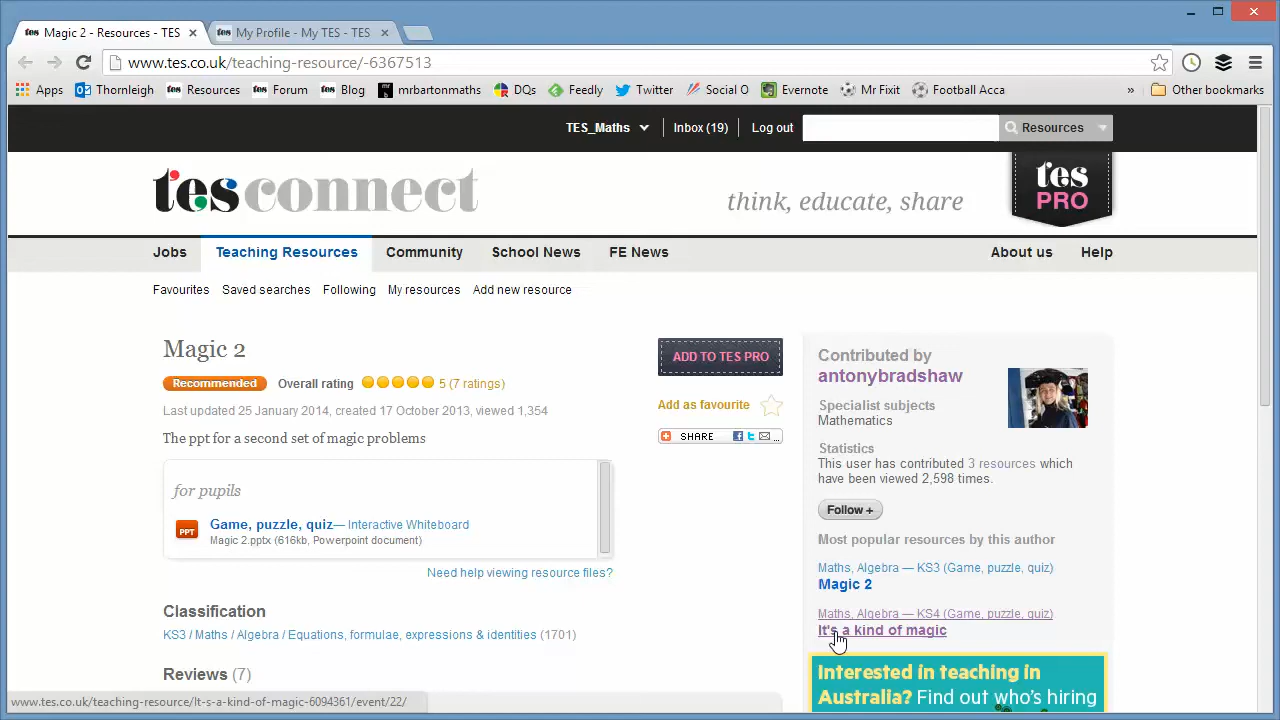 Magic 2 - Resources - TES
My Profile - My TES - TES
www.tes.co.uk/teaching-resource/-6367513
Apps Thornleigh Resources Forum Blog mrbartonmaths DQs Feedly Twitter Social O Evernote Mr Fixit Football Acca » Other bookmarks
TES_Maths Inbox (19) Log out Resources
tes connect
think, educate, share
tes PRO
Jobs Teaching Resources Community School News FE News About us Help
Favourites Saved searches Following My resources Add new resource
Magic 2
Recommended Overall rating 5 (7 ratings)
Last updated 25 January 2014, created 17 October 2013, viewed 1,354
The ppt for a second set of magic problems
for pupils
PPT
Game, puzzle, quiz— Interactive Whiteboard
Magic 2.pptx (616kb, Powerpoint document)
Need help viewing resource files?
Classification
KS3 / Maths / Algebra / Equations, formulae, expressions & identities (1701)
Reviews (7)
ADD TO TES PRO
Add as favourite
SHARE
Contributed by
antonybradshaw
Specialist subjects
Mathematics
Statistics
This user has contributed 3 resources which
have been viewed 2,598 times.
Follow +
Most popular resources by this author
Maths, Algebra — KS3 (Game, puzzle, quiz)
Magic 2
Maths, Algebra — KS4 (Game, puzzle, quiz)
It's a kind of magic
Interested in teaching in
Australia? Find out who's hiring
www.tes.co.uk/teaching-resource/It-s-a-kind-of-magic-6094361/event/22/